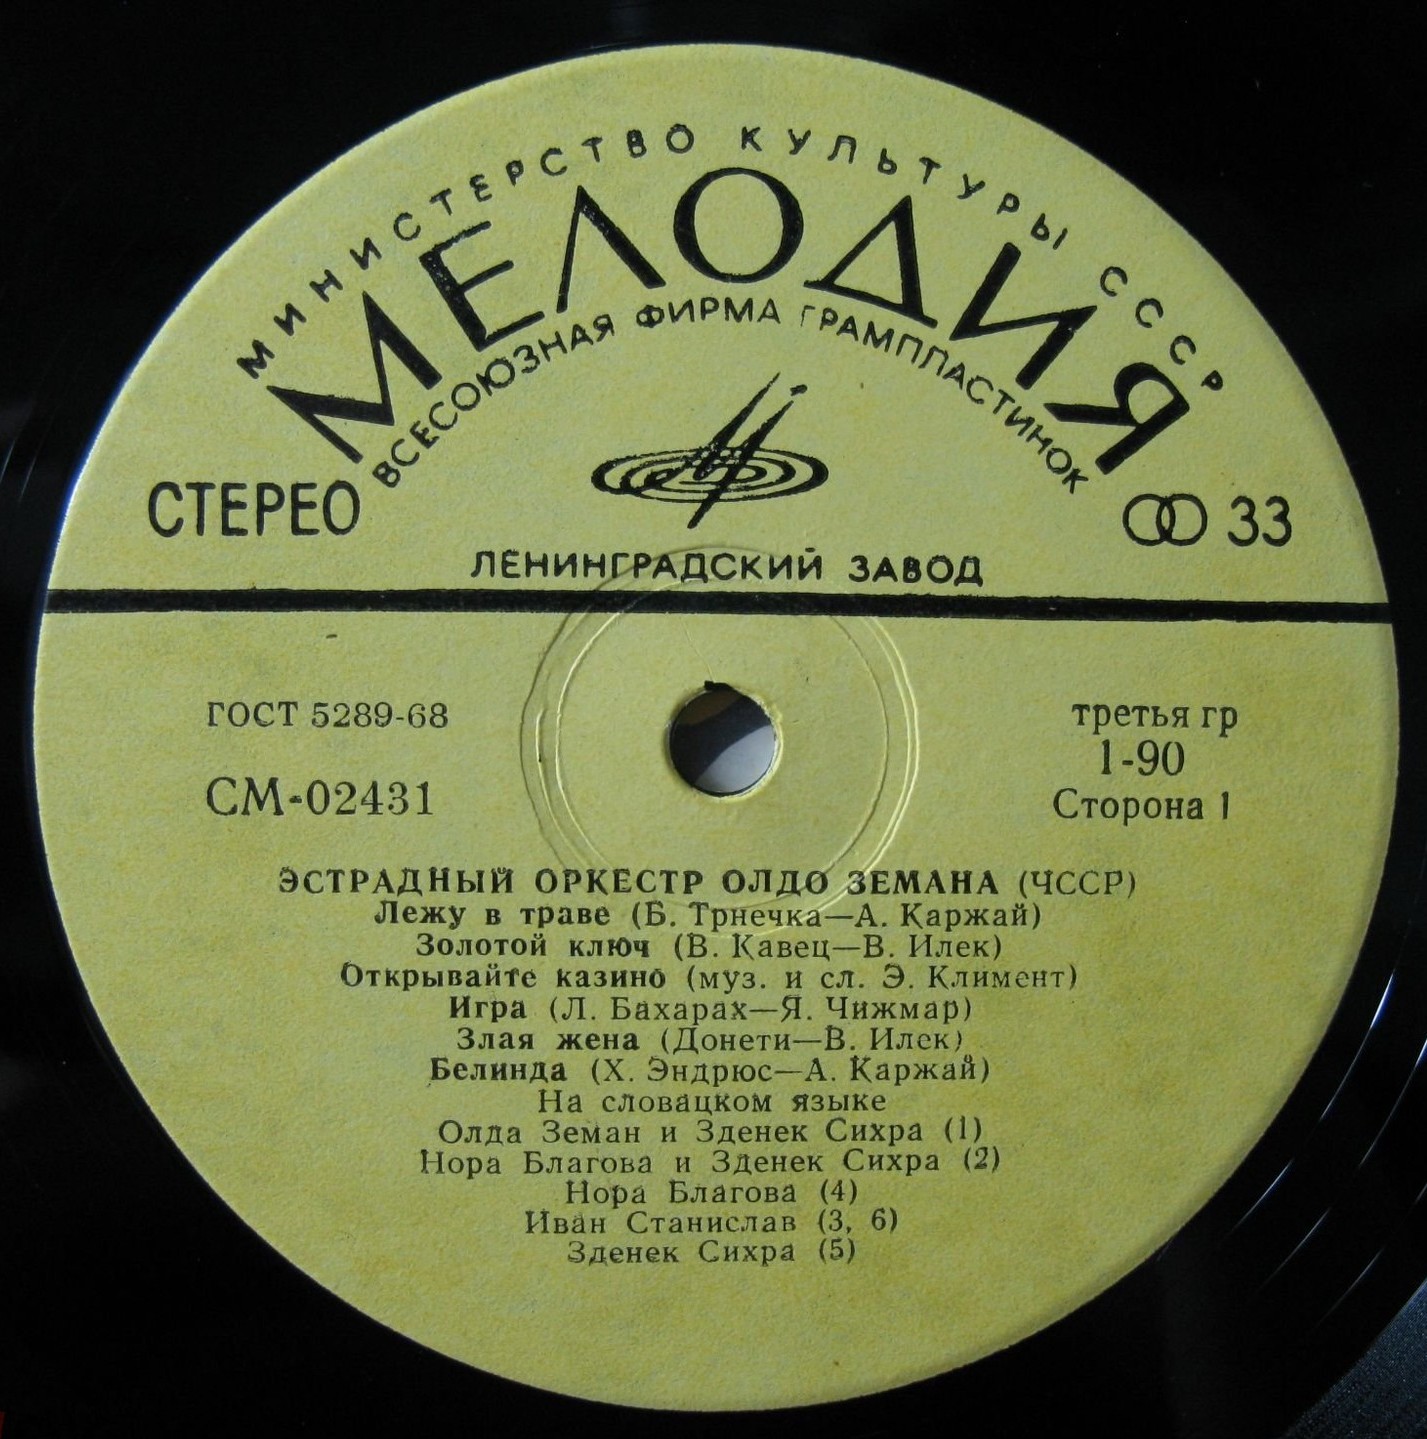 МИНИСТЕРСТВО КУЛЬТУРЫ СССР
МЕЛОДИЯ
ВСЕСОЮЗНАЯ ФИРМА ГРАМПЛАСТИНОК
СТЕРЕО
33
ЛЕНИНГРАДСКИЙ ЗАВОД
ГОСТ 5289-68
третья гр
1-90
СМ-02431
Сторона 1
ЭСТРАДНЫЙ ОРКЕСТР ОЛДО ЗЕМАНА (ЧССР)
Лежу в траве (Б. Трнечка—А. Каржай)
Золотой ключ (В. Кавец—В. Илек)
Открывайте казино (муз. и сл. Э. Климент)
Игра (Л. Бахарах—Я. Чижмар)
Злая жена (Донети—В. Илек)
Белинда (Х. Эндрюс—А. Каржай)
На словацком языке
Олда Земан и Зденек Сихра (1)
Нора Благова и Зденек Сихра (2)
Нора Благова (4)
Иван Станислав (3, 6)
Зденек Сихра (5)